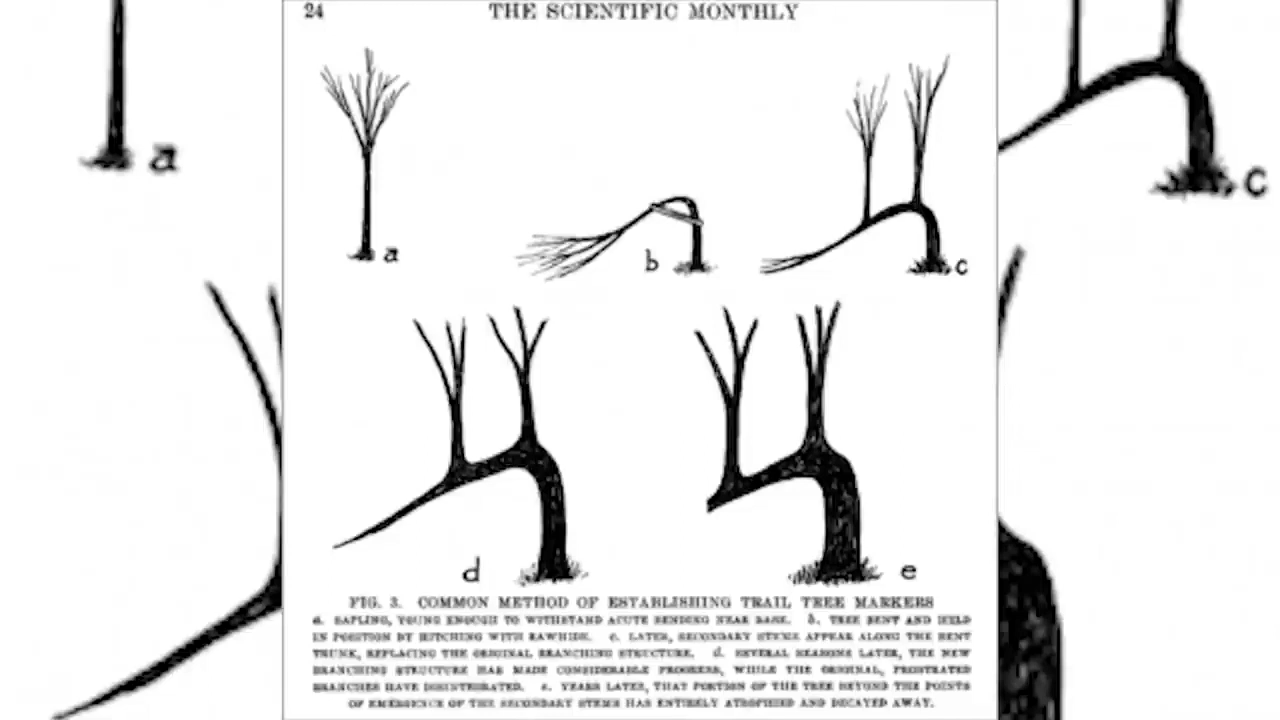 24 THE SCIENTIFIC MONTHLY
a
b
c
d
e
a
c
FIG. 3. COMMON METHOD OF ESTABLISHING TRAIL TREE MARKERS
a. SAPLING, YOUNG ENOUGH TO WITHSTAND ACUTE BENDING NEAR BASE. b. TREE BENT AND HELD
IN POSITION BY HITCHING WITH RAWHIDE. c. LATER, SECONDARY STEMS APPEAR ALONG THE BENT
TRUNK, REPLACING THE ORIGINAL BRANCHING STRUCTURE. d. SEVERAL SEASONS LATER, THE NEW
BRANCHING STRUCTURE HAS MADE CONSIDERABLE PROGRESS, WHILE THE ORIGINAL, PROSTRATED
BRANCHES HAVE DISINTEGRATED. e. YEARS LATER, THAT PORTION OF THE TREE BEYOND THE POINTS
OF EMERGENCE OF THE SECONDARY STEMS HAS ENTIRELY ATROPHIED AND DECAYED AWAY.